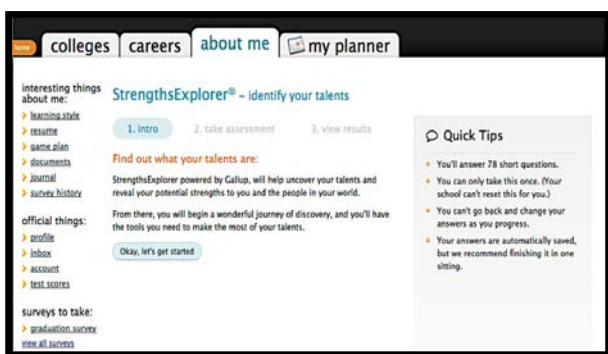 home
colleges
careers
about me
my planner
interesting things
about me:
learning style
resume
game plan
documents
journal
survey history
official things:
profile
inbox
account
test scores
surveys to take:
graduation survey
view all surveys
StrengthsExplorer® – identify your talents
1. intro
2. take assessment
3. view results
Find out what your talents are:
StrengthsExplorer powered by Gallup, will help uncover your talents and
reveal your potential strengths to you and the people in your world.
From there, you will begin a wonderful journey of discovery, and you'll have
the tools you need to make the most of your talents.
Okay, let's get started
Quick Tips
You'll answer 78 short questions.
You can only take this once. (Your
school can't reset this for you.)
You can't go back and change your
answers as you progress.
Your answers are automatically saved,
but we recommend finishing it in one
sitting.